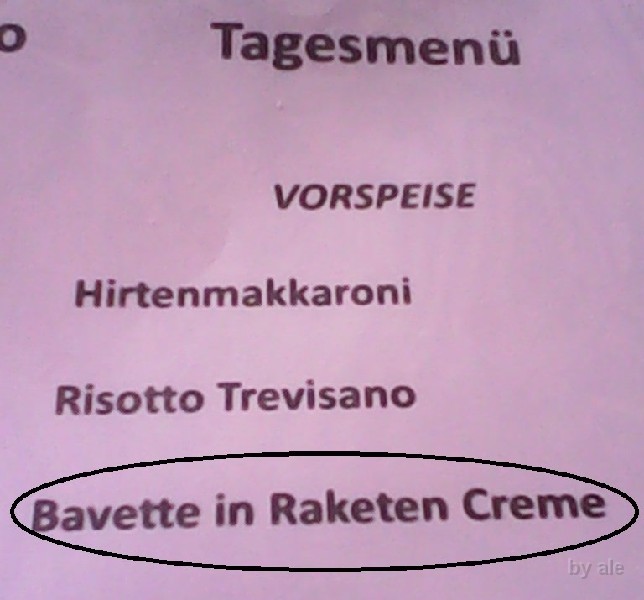 o
Tagesmenü
VORSPEISE
Hirtenmakkaroni
Risotto Trevisano
Bavette in Raketen Creme
by ale